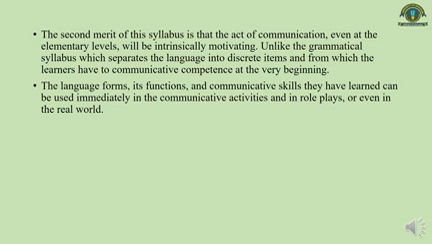 • The second merit of this syllabus is that the act of communication, even at the
elementary levels, will be intrinsically motivating. Unlike the grammatical
syllabus which separates the language into discrete items and from which the
learners have to communicative competence at the very beginning.
• The language forms, its functions, and communicative skills they have learned can
be used immediately in the communicative activities and in role plays, or even in
the real world.